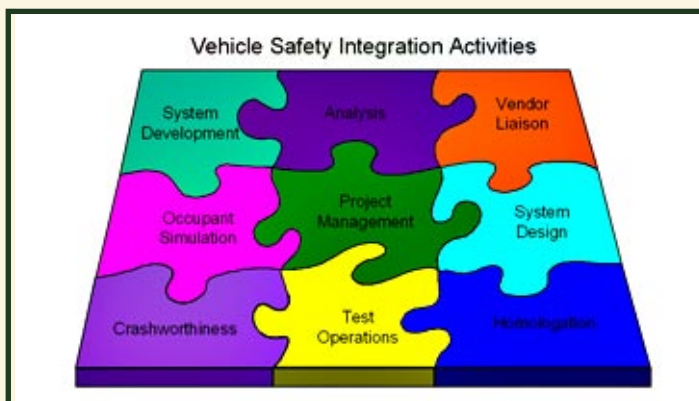 Vehicle Safety Integration Activities
System
Development
Analysis
Vendor
Liaison
Occupant
Simulation
Project
Management
System
Design
Crashworthiness
Test
Operations
Homologation